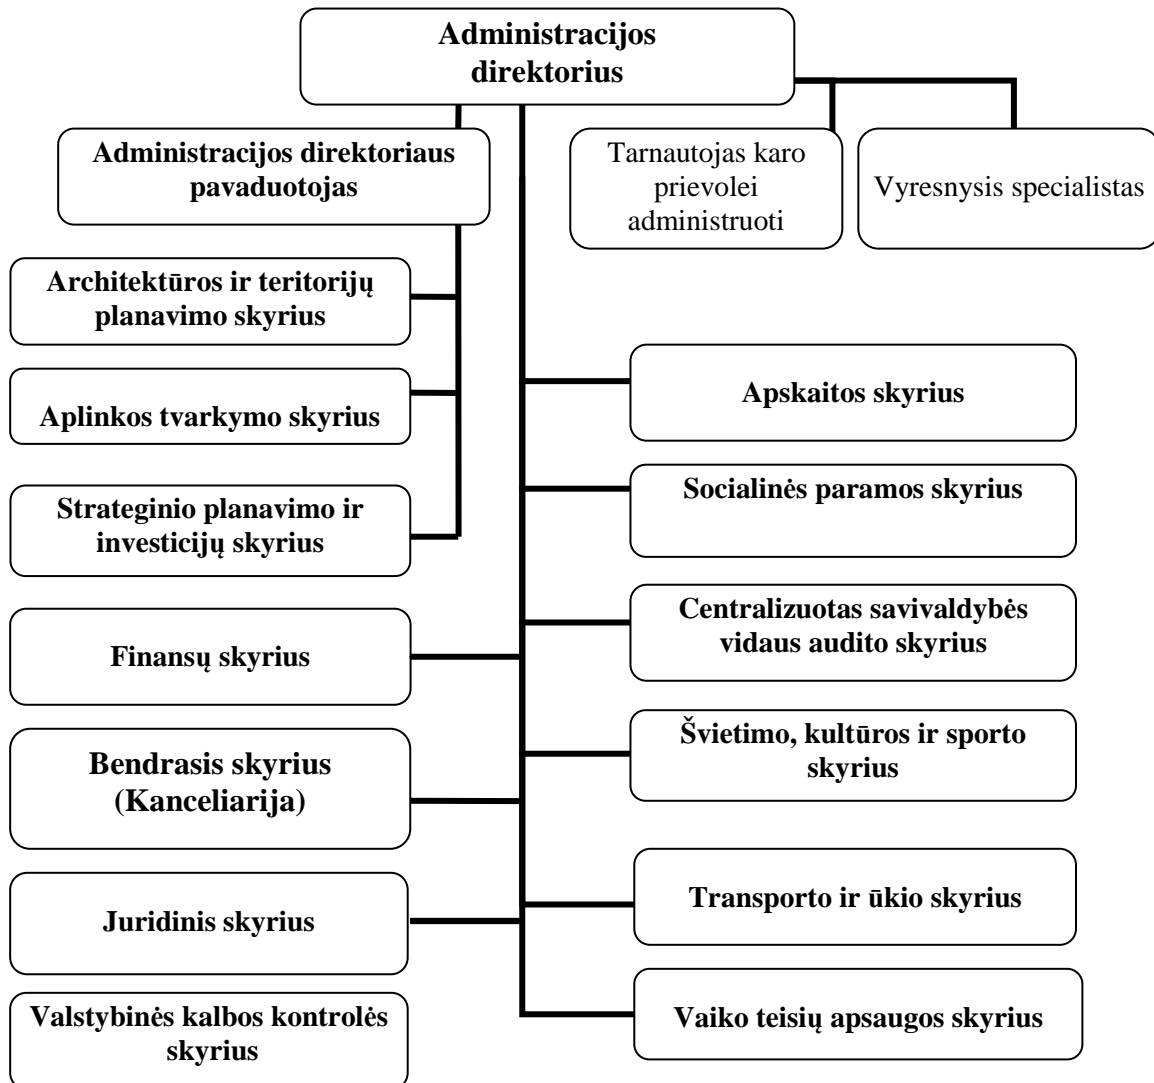 Administracijos
direktorius
Administracijos direktoriaus
pavaduotojas
Tarnautojas karo
prievolei
administruoti
Vyresnysis specialistas
Architektūros ir teritorijų
planavimo skyrius
Aplinkos tvarkymo skyrius
Strateginio planavimo ir
investicijų skyrius
Finansų skyrius
Bendrasis skyrius
(Kanceliarija)
Juridinis skyrius
Valstybinės kalbos kontrolės
skyrius
Apskaitos skyrius
Socialinės paramos skyrius
Centralizuotas savivaldybės
vidaus audito skyrius
Švietimo, kultūros ir sporto
skyrius
Transporto ir ūkio skyrius
Vaiko teisių apsaugos skyrius